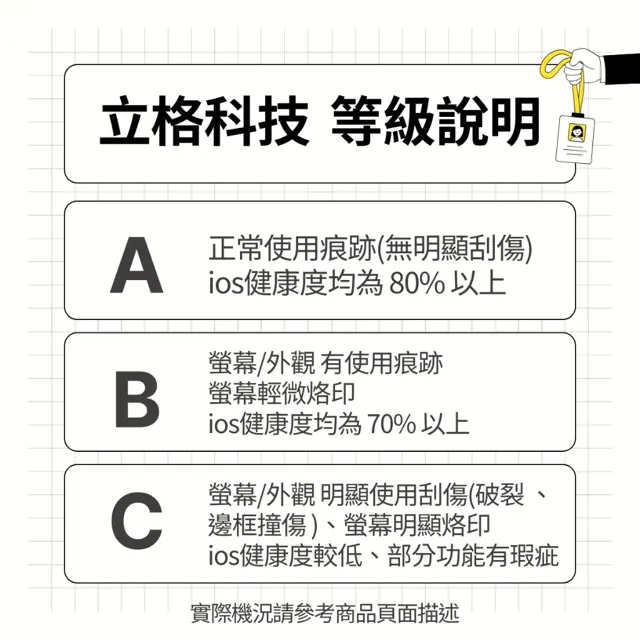 立格科技 等級說明
A
正常使用痕跡(無明顯刮傷)
ios健康度均為 80% 以上
B
螢幕/外觀 有使用痕跡
螢幕輕微烙印
ios健康度均為 70% 以上
C
螢幕/外觀 明顯使用刮傷(破裂 、
邊框撞傷 )、螢幕明顯烙印
ios健康度較低、部分功能有瑕疵
實際機況請參考商品頁面描述